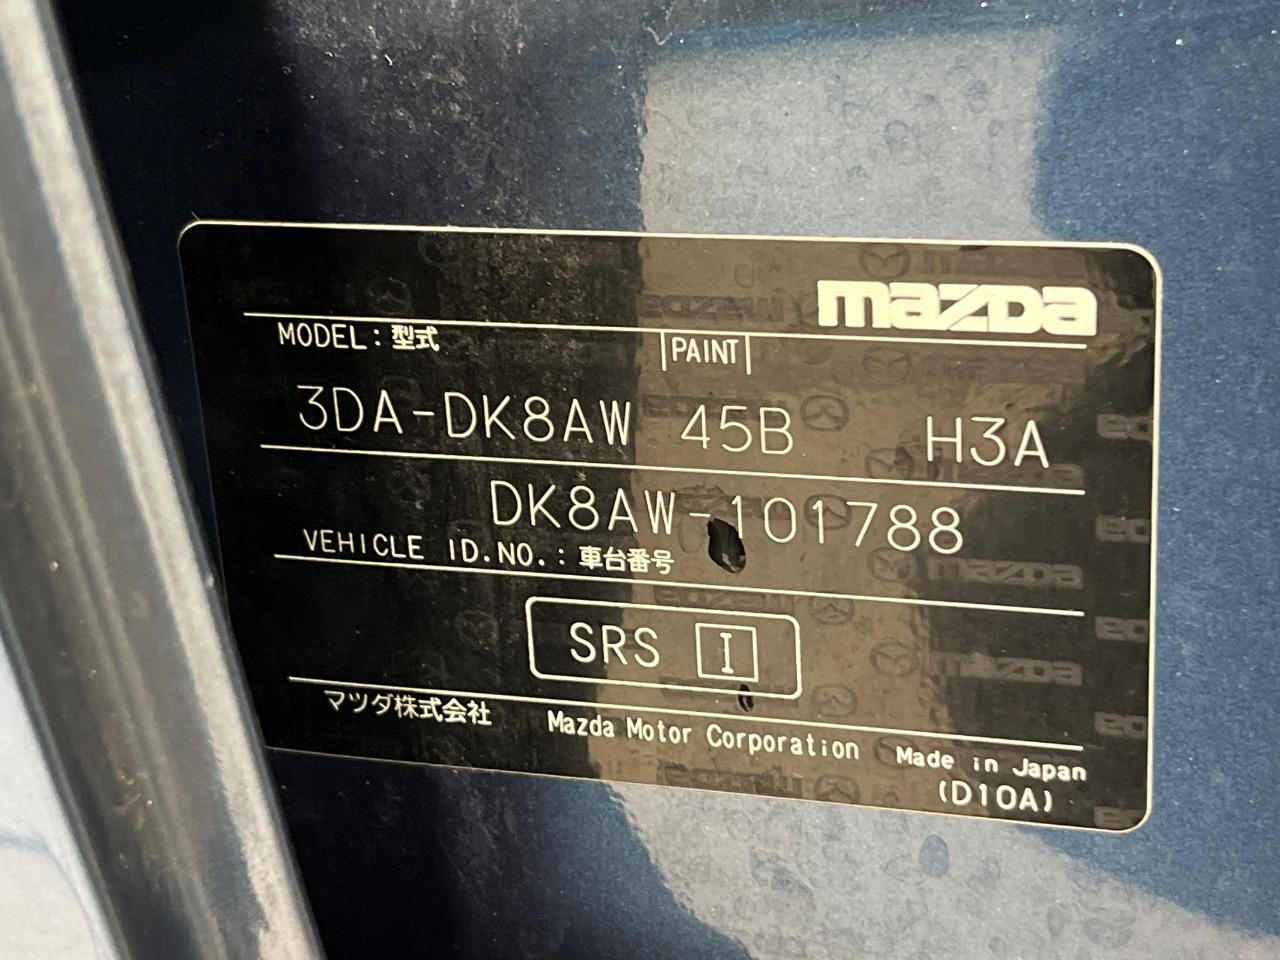 mazda
MODEL：型式 PAINT
3DA-DK8AW 45B H3A
DK8AW-101788
VEHICLE ID.NO.：車台番号
SRS I
マツダ株式会社 Mazda Motor Corporation Made in Japan
(D10A)